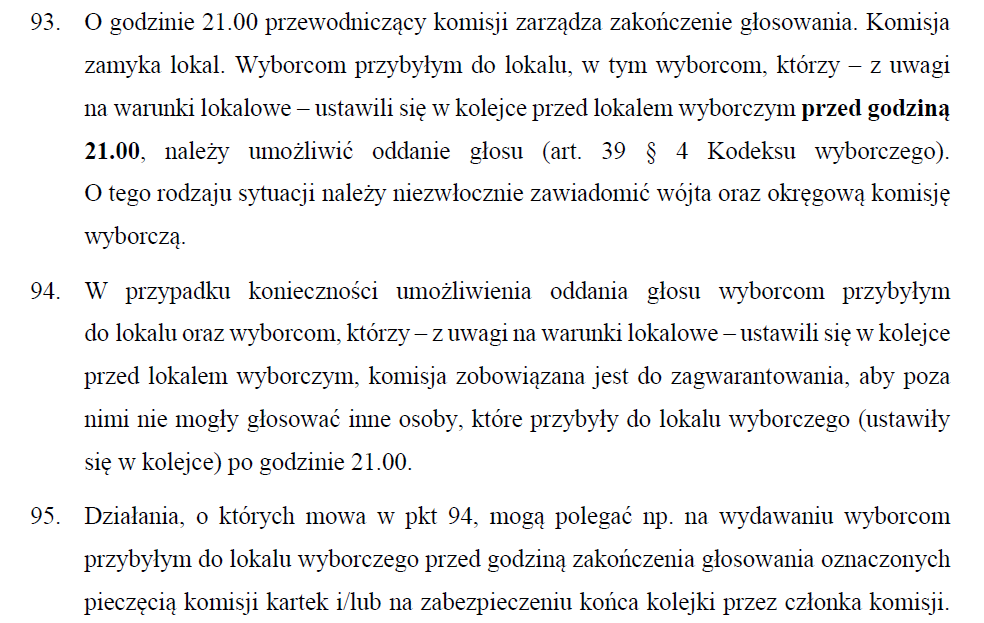 93. O godzinie 21.00 przewodniczący komisji zarządza zakończenie głosowania. Komisja
zamyka lokal. Wyborcom przybyłym do lokalu, w tym wyborcom, którzy – z uwagi
na warunki lokalowe – ustawili się w kolejce przed lokalem wyborczym przed godziną
21.00, należy umożliwić oddanie głosu (art. 39 § 4 Kodeksu wyborczego).
O tego rodzaju sytuacji należy niezwłocznie zawiadomić wójta oraz okręgową komisję
wyborczą.
94. W przypadku konieczności umożliwienia oddania głosu wyborcom przybyłym
do lokalu oraz wyborcom, którzy – z uwagi na warunki lokalowe – ustawili się w kolejce
przed lokalem wyborczym, komisja zobowiązana jest do zagwarantowania, aby poza
nimi nie mogły głosować inne osoby, które przybyły do lokalu wyborczego (ustawiły
się w kolejce) po godzinie 21.00.
95. Działania, o których mowa w pkt 94, mogą polegać np. na wydawaniu wyborcom
przybyłym do lokalu wyborczego przed godziną zakończenia głosowania oznaczonych
pieczęcią komisji kartek i/lub na zabezpieczeniu końca kolejki przez członka komisji.